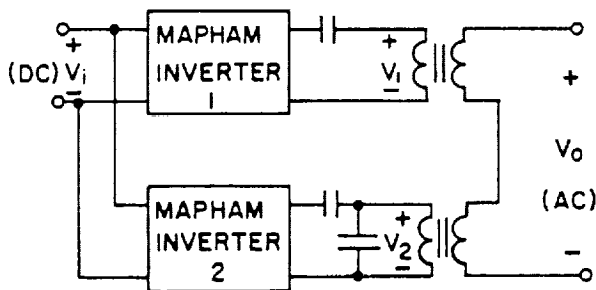 +
(DC) Vi
-
MAPHAM
INVERTER
1
+
V1
-
+
Vo
(AC)
-
MAPHAM
INVERTER
2
+
V2
-